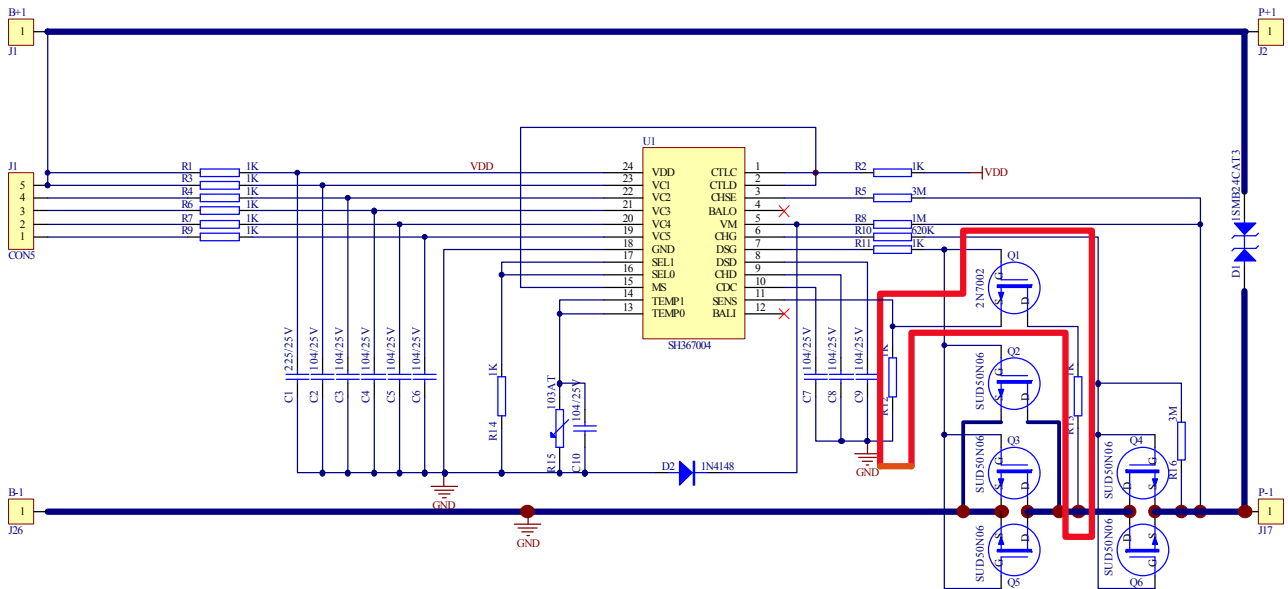 B+1
1
J1
P+1
1
J2
J1
5
4
3
2
1
CON5
R1 1K
R3 1K
R4 1K
R6 1K
R7 1K
R9 1K
VDD
U1
24 VDD CTLC 1
23 VC1 CTLD 2
22 VC2 CHSE 3
21 VC3 BALO 4
20 VC4 VM 5
19 VC5 CHG 6
18 GND DSG 7
17 SEL1 DSD 8
16 SEL0 CHD 9
15 MS CDC 10
14 TEMP1 SENS 11
13 TEMP0 BALI 12
SH367004
R2 1K
VDD
R5 3M
R8 1M
R10 620K
R11 1K
1SMB24CAT3
D1
Q1
2N7002
G
S
D
Q2
SUD50N06
G
S
D
Q3
SUD50N06
G
S
D
Q4
SUD50N06
G
S
D
Q5
SUD50N06
G
S
D
Q6
SUD50N06
G
S
D
225/25V
C1
104/25V
C2
104/25V
C3
104/25V
C4
104/25V
C5
104/25V
C6
1K
R14
103AT
R15
104/25V
C10
104/25V
C7
104/25V
C8
104/25V
C9
1K
R12
1K
3M
R16
D2 1N4148
GND
GND
GND
B-1
1
J26
P-1
1
J17